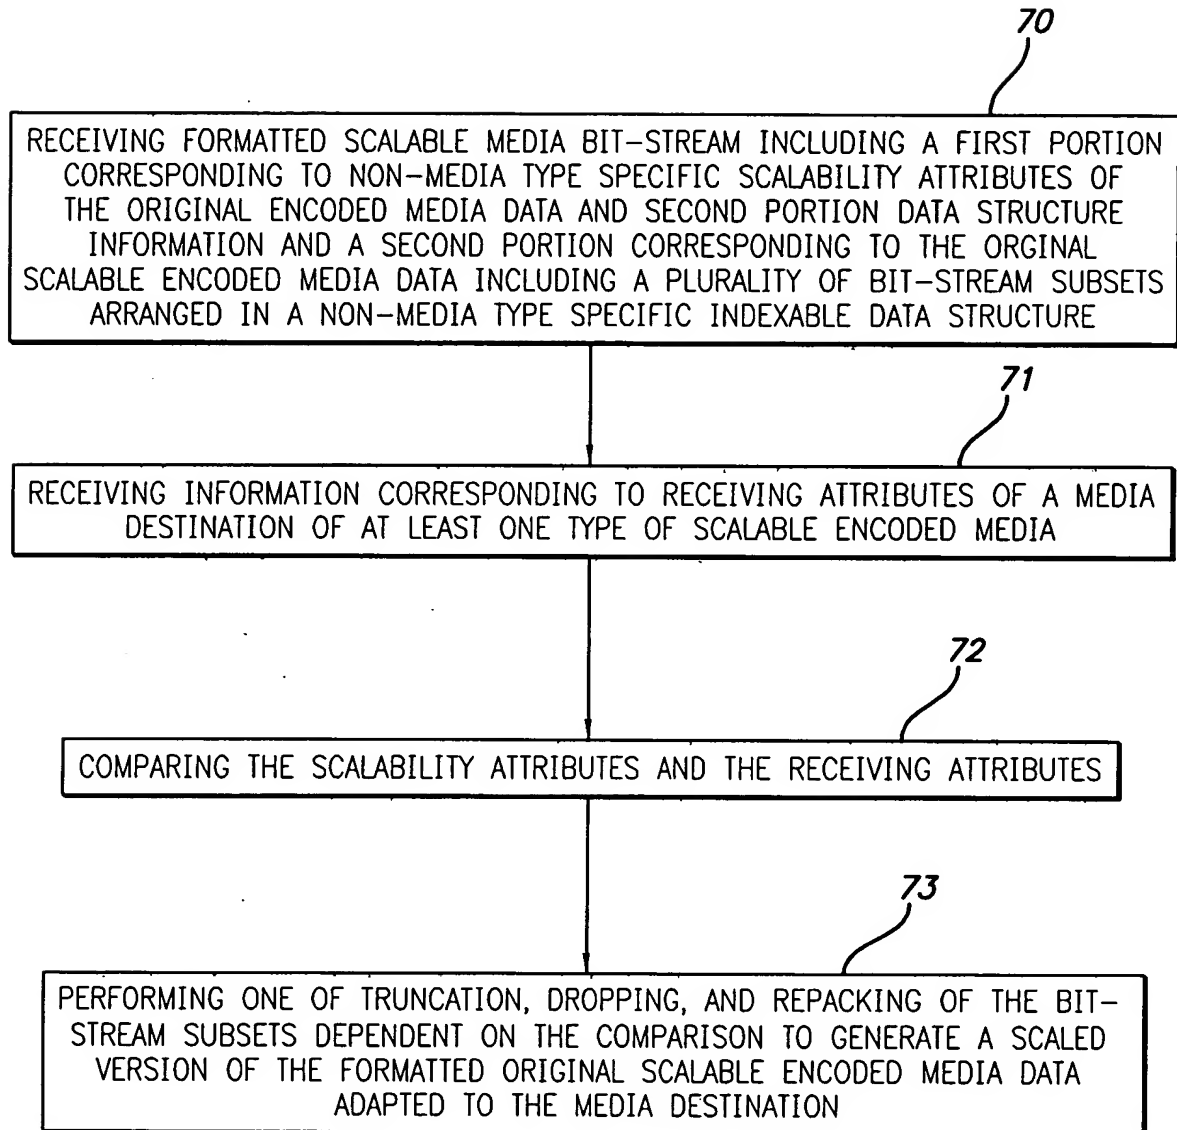 70
RECEIVING FORMATTED SCALABLE MEDIA BIT-STREAM INCLUDING A FIRST PORTION
CORRESPONDING TO NON-MEDIA TYPE SPECIFIC SCALABILITY ATTRIBUTES OF
THE ORIGINAL ENCODED MEDIA DATA AND SECOND PORTION DATA STRUCTURE
INFORMATION AND A SECOND PORTION CORRESPONDING TO THE ORGINAL
SCALABLE ENCODED MEDIA DATA INCLUDING A PLURALITY OF BIT-STREAM SUBSETS
ARRANGED IN A NON-MEDIA TYPE SPECIFIC INDEXABLE DATA STRUCTURE
71
RECEIVING INFORMATION CORRESPONDING TO RECEIVING ATTRIBUTES OF A MEDIA
DESTINATION OF AT LEAST ONE TYPE OF SCALABLE ENCODED MEDIA
72
COMPARING THE SCALABILITY ATTRIBUTES AND THE RECEIVING ATTRIBUTES
73
PERFORMING ONE OF TRUNCATION, DROPPING, AND REPACKING OF THE BIT-
STREAM SUBSETS DEPENDENT ON THE COMPARISON TO GENERATE A SCALED
VERSION OF THE FORMATTED ORIGINAL SCALABLE ENCODED MEDIA DATA
ADAPTED TO THE MEDIA DESTINATION